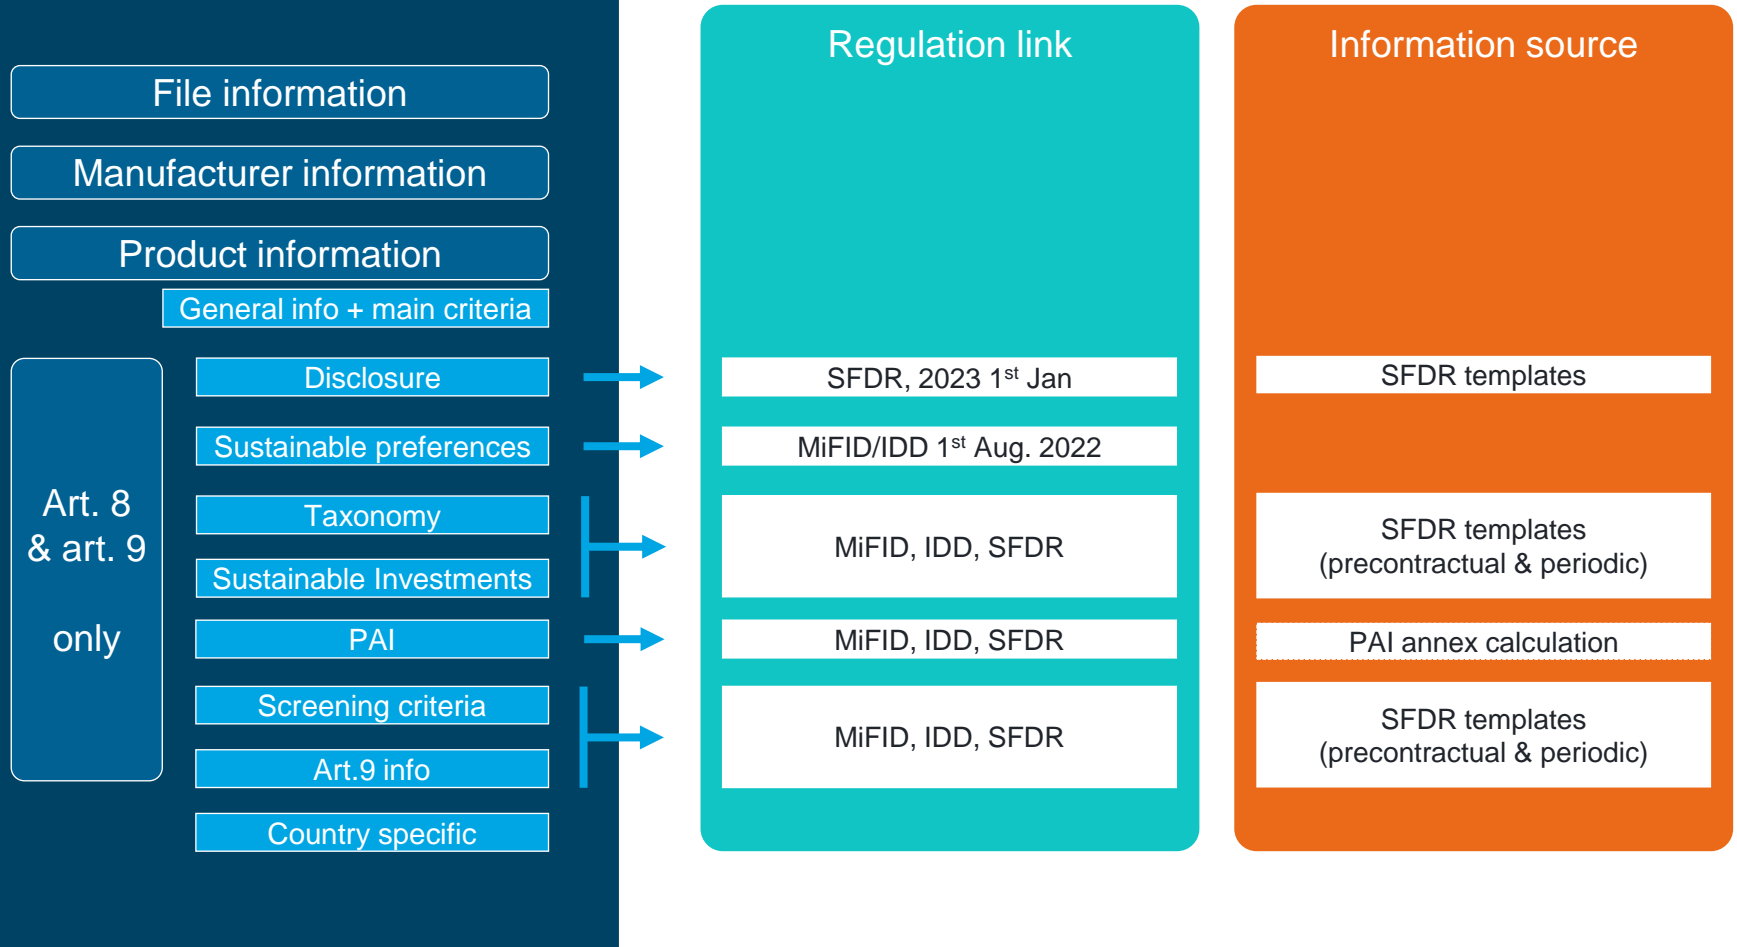 Regulation link
Information source
File information
Manufacturer information
Product information
General info + main criteria
Art. 8
& art. 9
only
Disclosure
SFDR, 2023 1st Jan
SFDR templates
Sustainable preferences
MiFID/IDD 1st Aug. 2022
Taxonomy
Sustainable Investments
MiFID, IDD, SFDR
SFDR templates
(precontractual & periodic)
PAI
MiFID, IDD, SFDR
PAI annex calculation
Screening criteria
Art.9 info
MiFID, IDD, SFDR
SFDR templates
(precontractual & periodic)
Country specific